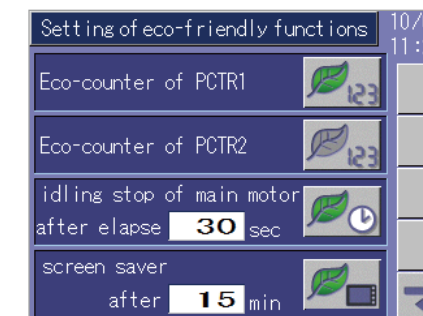 Setting of eco-friendly functions
10/
11:
Eco-counter of PCTR1
123
Eco-counter of PCTR2
123
idling stop of main motor
after elapse 30 sec
screen saver
after 15 min